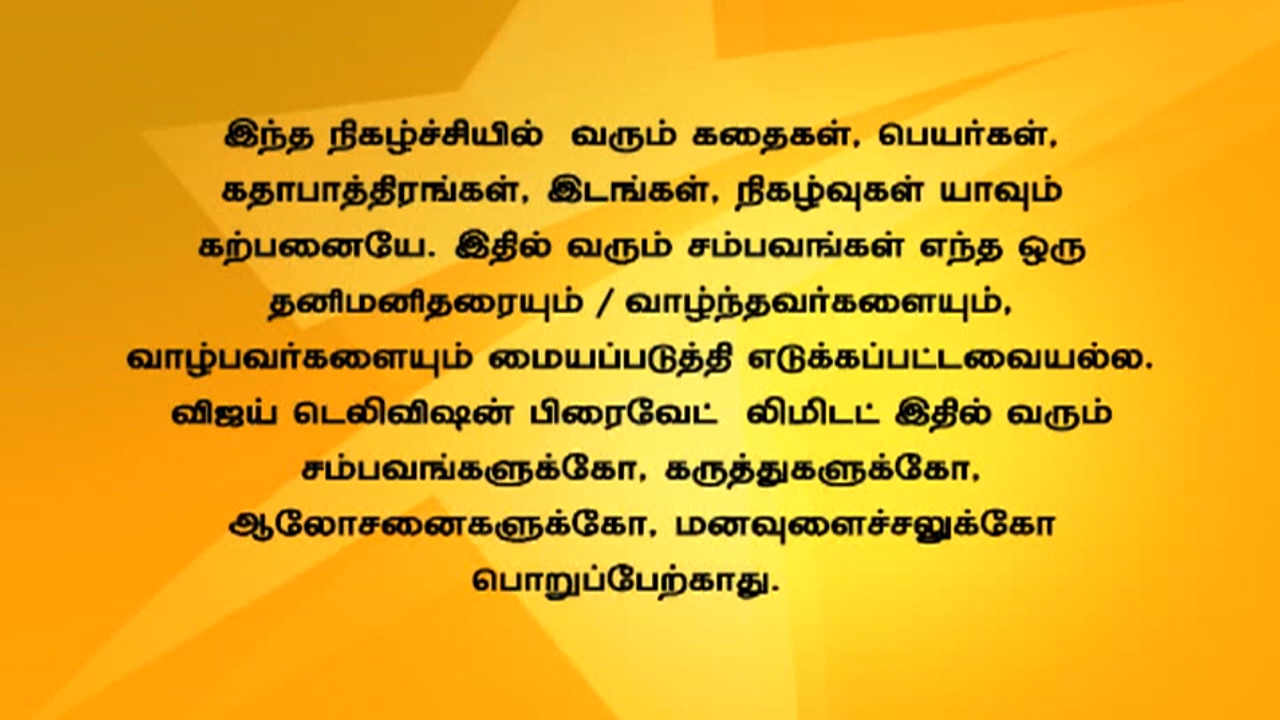 இந்த நிகழ்ச்சியில் வரும் கதைகள், பெயர்கள்,
கதாபாத்திரங்கள், இடங்கள், நிகழ்வுகள் யாவும்
கற்பனையே. இதில் வரும் சம்பவங்கள் எந்த ஒரு
தனிமனிதரையும் / வாழ்ந்தவர்களையும்,
வாழ்பவர்களையும் மையப்படுத்தி எடுக்கப்பட்டவையல்ல.
விஜய் டெலிவிஷன் பிரைவேட் லிமிடட் இதில் வரும்
சம்பவங்களுக்கோ, கருத்துகளுக்கோ,
ஆலோசனைகளுக்கோ, மனவுளைச்சலுக்கோ
பொறுப்பேற்காது.